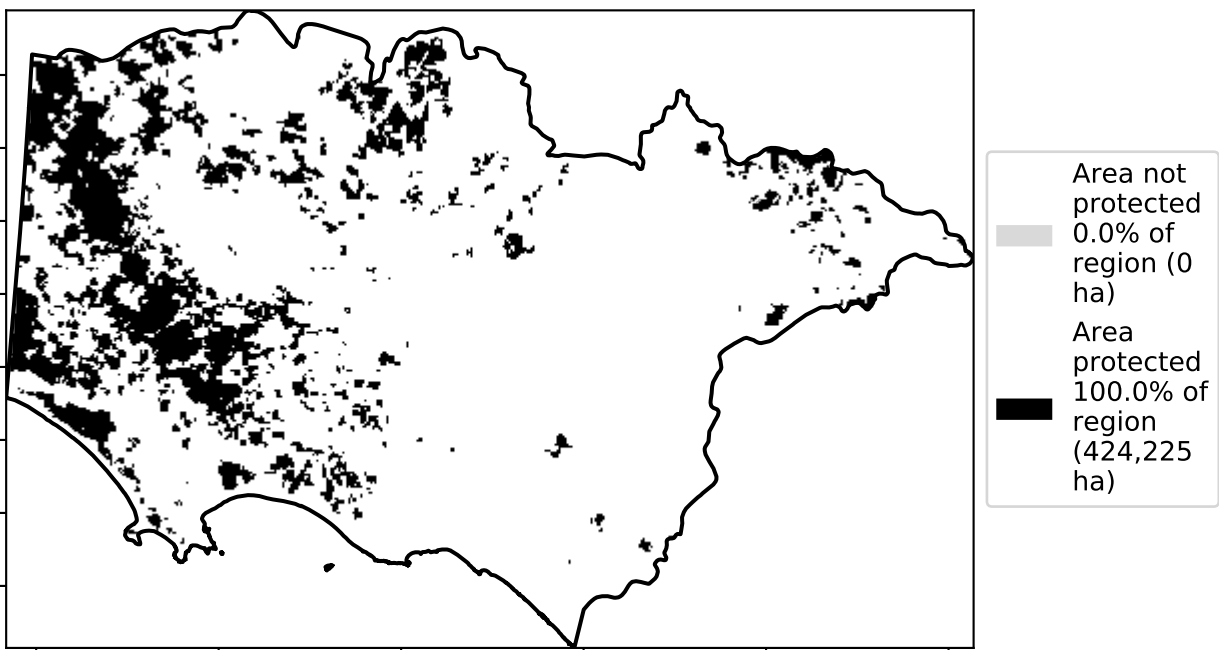 Area not
protected
0.0% of
region (0
ha)
Area
protected
100.0% of
region
(424,225
ha)